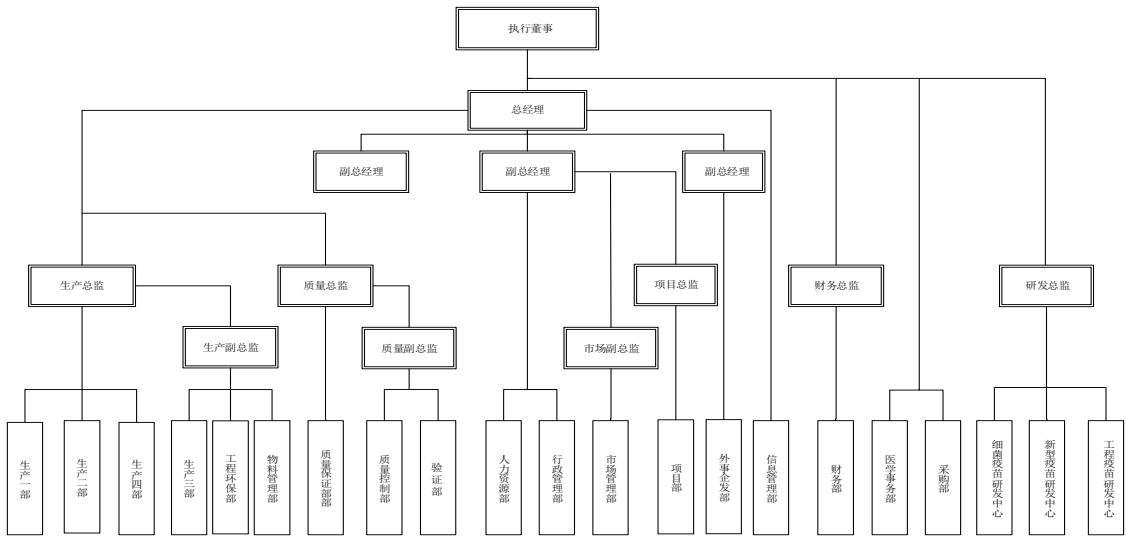 执行董事
总经理
副总经理
副总经理
副总经理
生产总监
质量总监
项目总监
财务总监
研发总监
生产副总监
质量副总监
市场副总监
生产一部
生产二部
生产四部
生产三部
工程环保部
物料管理部
质量保证部部
质量控制部
验证部
人力资源部
行政管理部
市场管理部
项目部
外事企发部
信息管理部
财务部
医学事务部
采购部
细菌疫苗研发中心
新型疫苗研发中心
工程疫苗研发中心